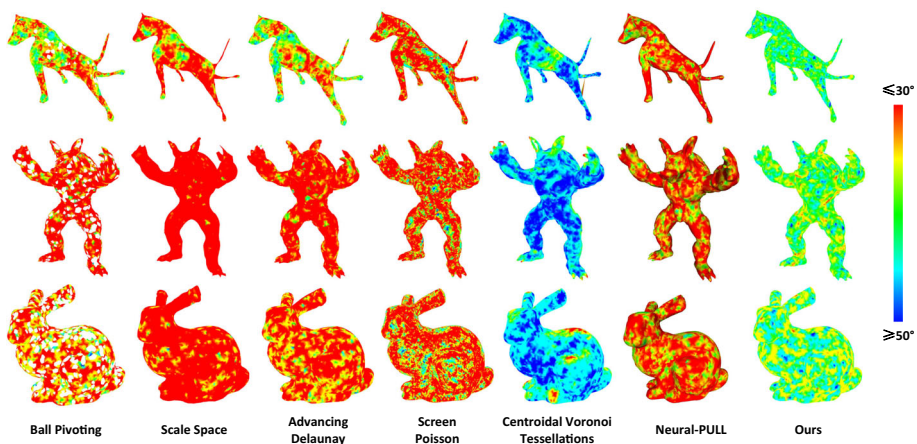 ⩽30°
⩾50°
Ball Pivoting
Scale Space
Advancing
Delaunay
Screen
Poisson
Centroidal Voronoi
Tessellations
Neural-PULL
Ours